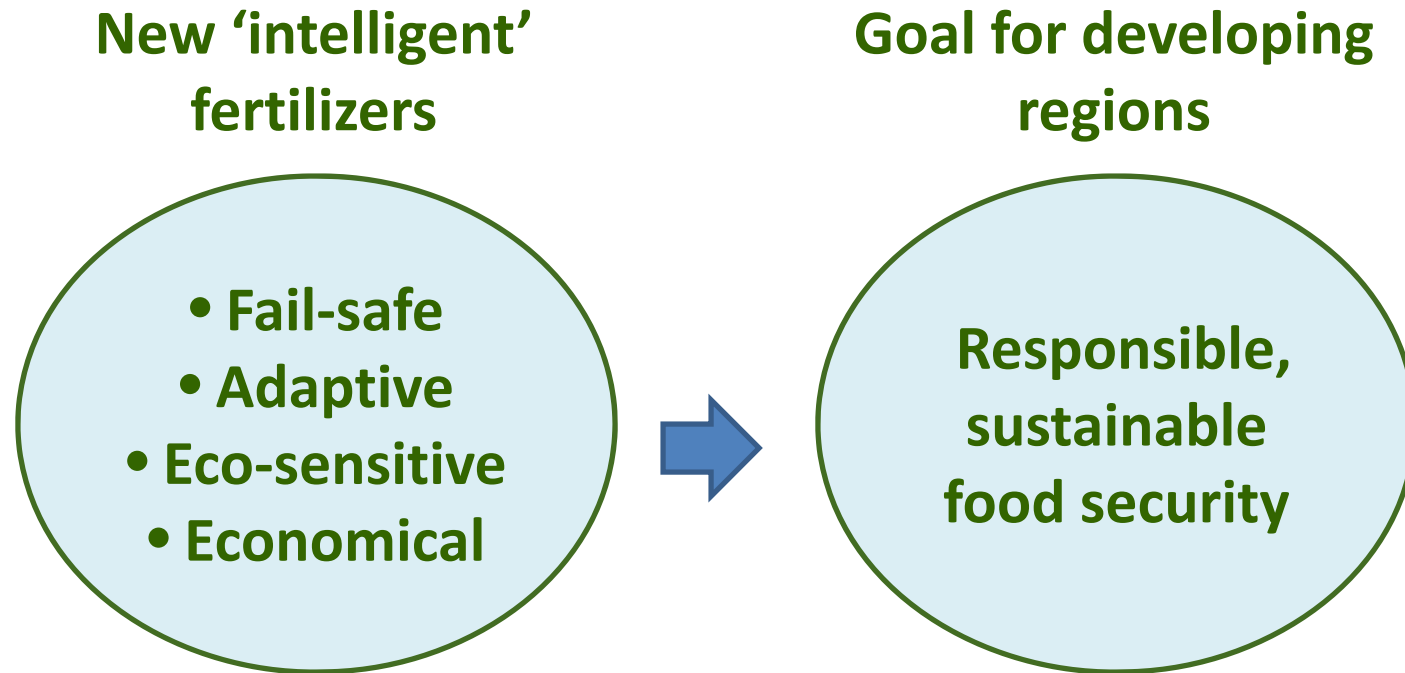 New ‘intelligent’
fertilizers
• Fail-safe
• Adaptive
• Eco-sensitive
• Economical
Goal for developing
regions
Responsible,
sustainable
food security